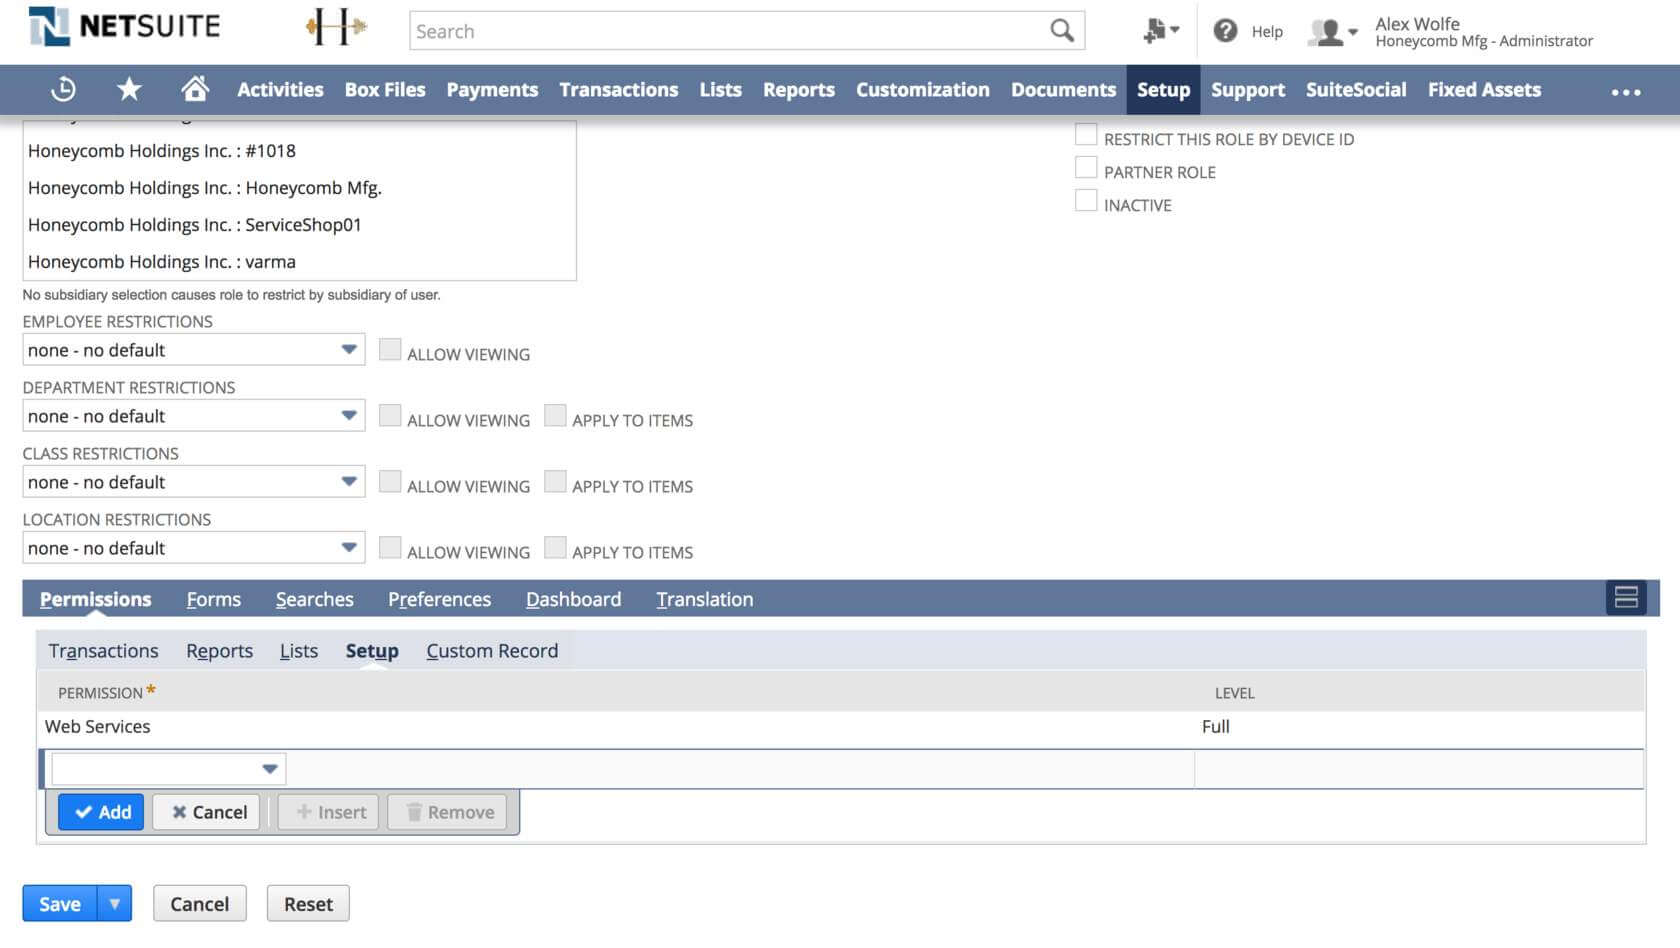 NETSUITE
H
Search
Help
Alex Wolfe
Honeycomb Mfg - Administrator
Activities Box Files Payments Transactions Lists Reports Customization Documents Setup Support SuiteSocial Fixed Assets
Honeycomb Holdings Inc. : #1018
Honeycomb Holdings Inc. : Honeycomb Mfg.
Honeycomb Holdings Inc. : ServiceShop01
Honeycomb Holdings Inc. : varma
RESTRICT THIS ROLE BY DEVICE ID
PARTNER ROLE
INACTIVE
No subsidiary selection causes role to restrict by subsidiary of user.
EMPLOYEE RESTRICTIONS
none - no default ALLOW VIEWING
DEPARTMENT RESTRICTIONS
none - no default ALLOW VIEWING APPLY TO ITEMS
CLASS RESTRICTIONS
none - no default ALLOW VIEWING APPLY TO ITEMS
LOCATION RESTRICTIONS
none - no default ALLOW VIEWING APPLY TO ITEMS
Permissions Forms Searches Preferences Dashboard Translation
Transactions Reports Lists Setup Custom Record
PERMISSION * LEVEL
Web Services Full
Add Cancel Insert Remove
Save Cancel Reset